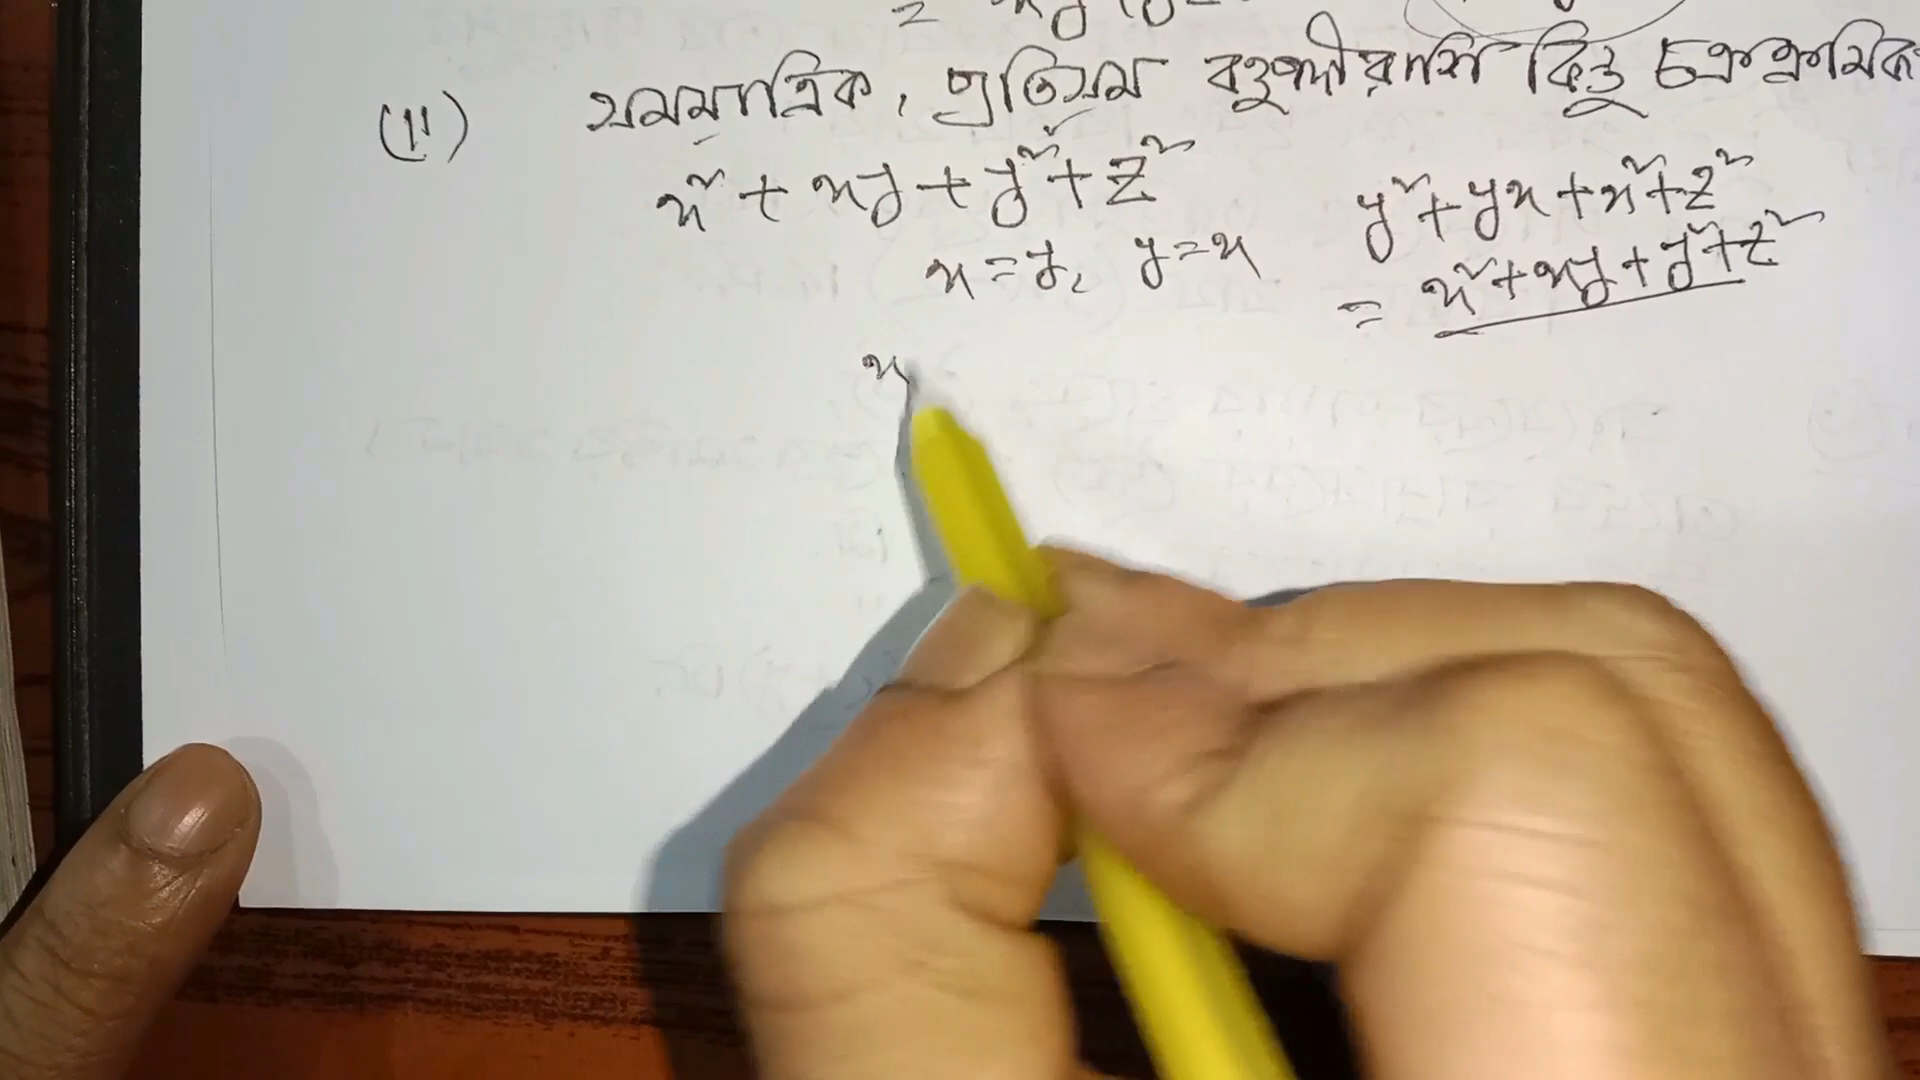 (ii) সমমাত্রিক, প্রতিসম বহুপদী রাশি কিন্তু চক্রক্রমিক
x² + xy + y² + z²
y² + yx + x² + z²
x = y, y = x
= x² + xy + y² + z²
x